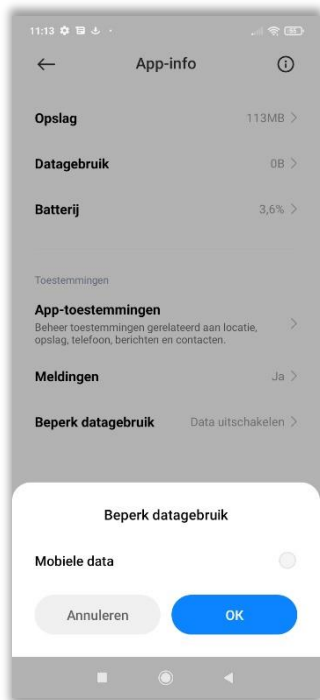 11:13
App-info
Opslag 113MB
Datagebruik 0B
Batterij 3,6%
Toestemmingen
App-toestemmingen
Beheer toestemmingen gerelateerd aan locatie,
opslag, telefoon, berichten en contacten.
Meldingen Ja
Beperk datagebruik Data uitschakelen
Beperk datagebruik
Mobiele data
Annuleren OK